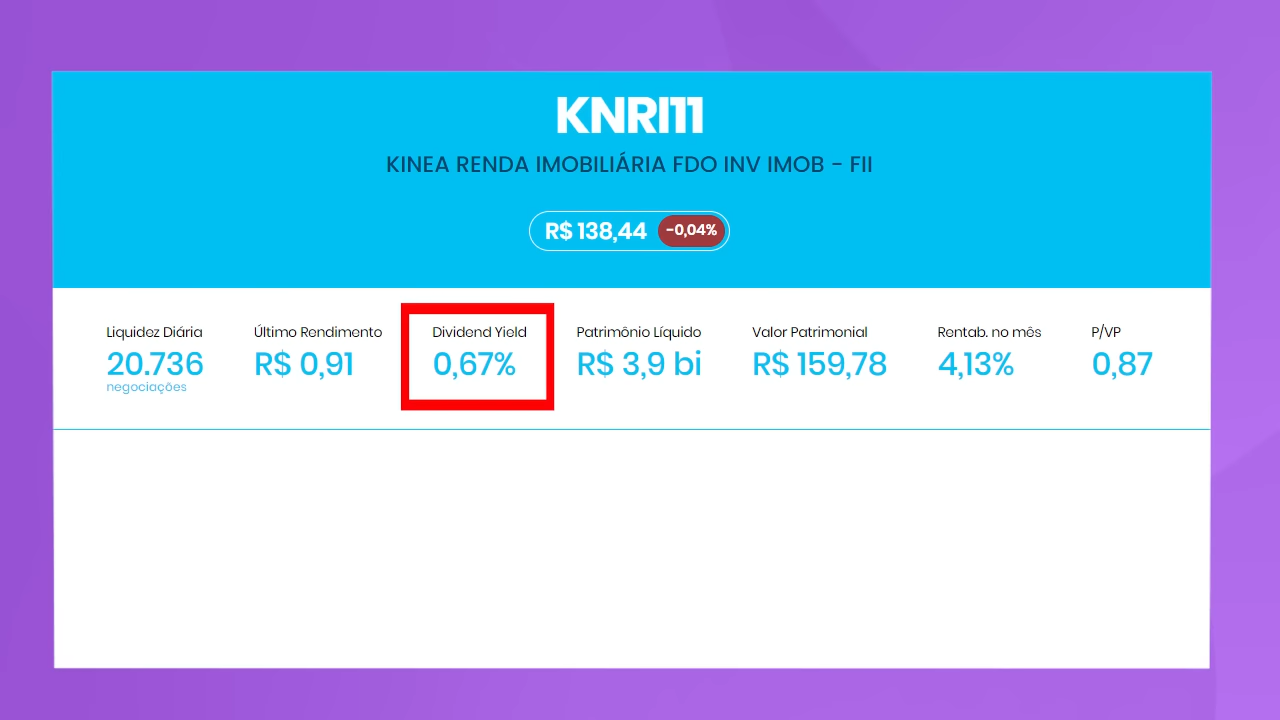 KNRI11
KINEA RENDA IMOBILIÁRIA FDO INV IMOB - FII
R$ 138,44 -0,04%
Liquidez Diária Último Rendimento Dividend Yield Patrimônio Líquido Valor Patrimonial Rentab. no mês P/VP
20.736 R$ 0,91 0,67% R$ 3,9 bi R$ 159,78 4,13% 0,87
negociações